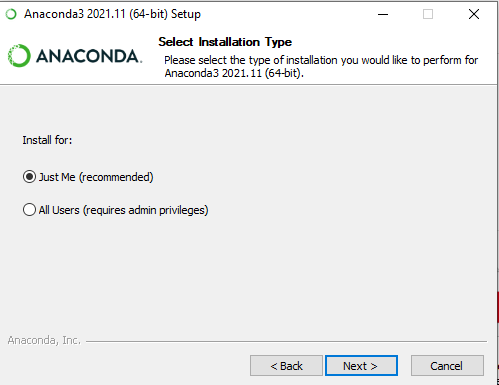 Anaconda3 2021.11 (64-bit) Setup
Select Installation Type
Please select the type of installation you would like to perform for
Anaconda3 2021.11 (64-bit).
ANACONDA.
Install for:
Just Me (recommended)
All Users (requires admin privileges)
Anaconda, Inc.
< Back Next > Cancel